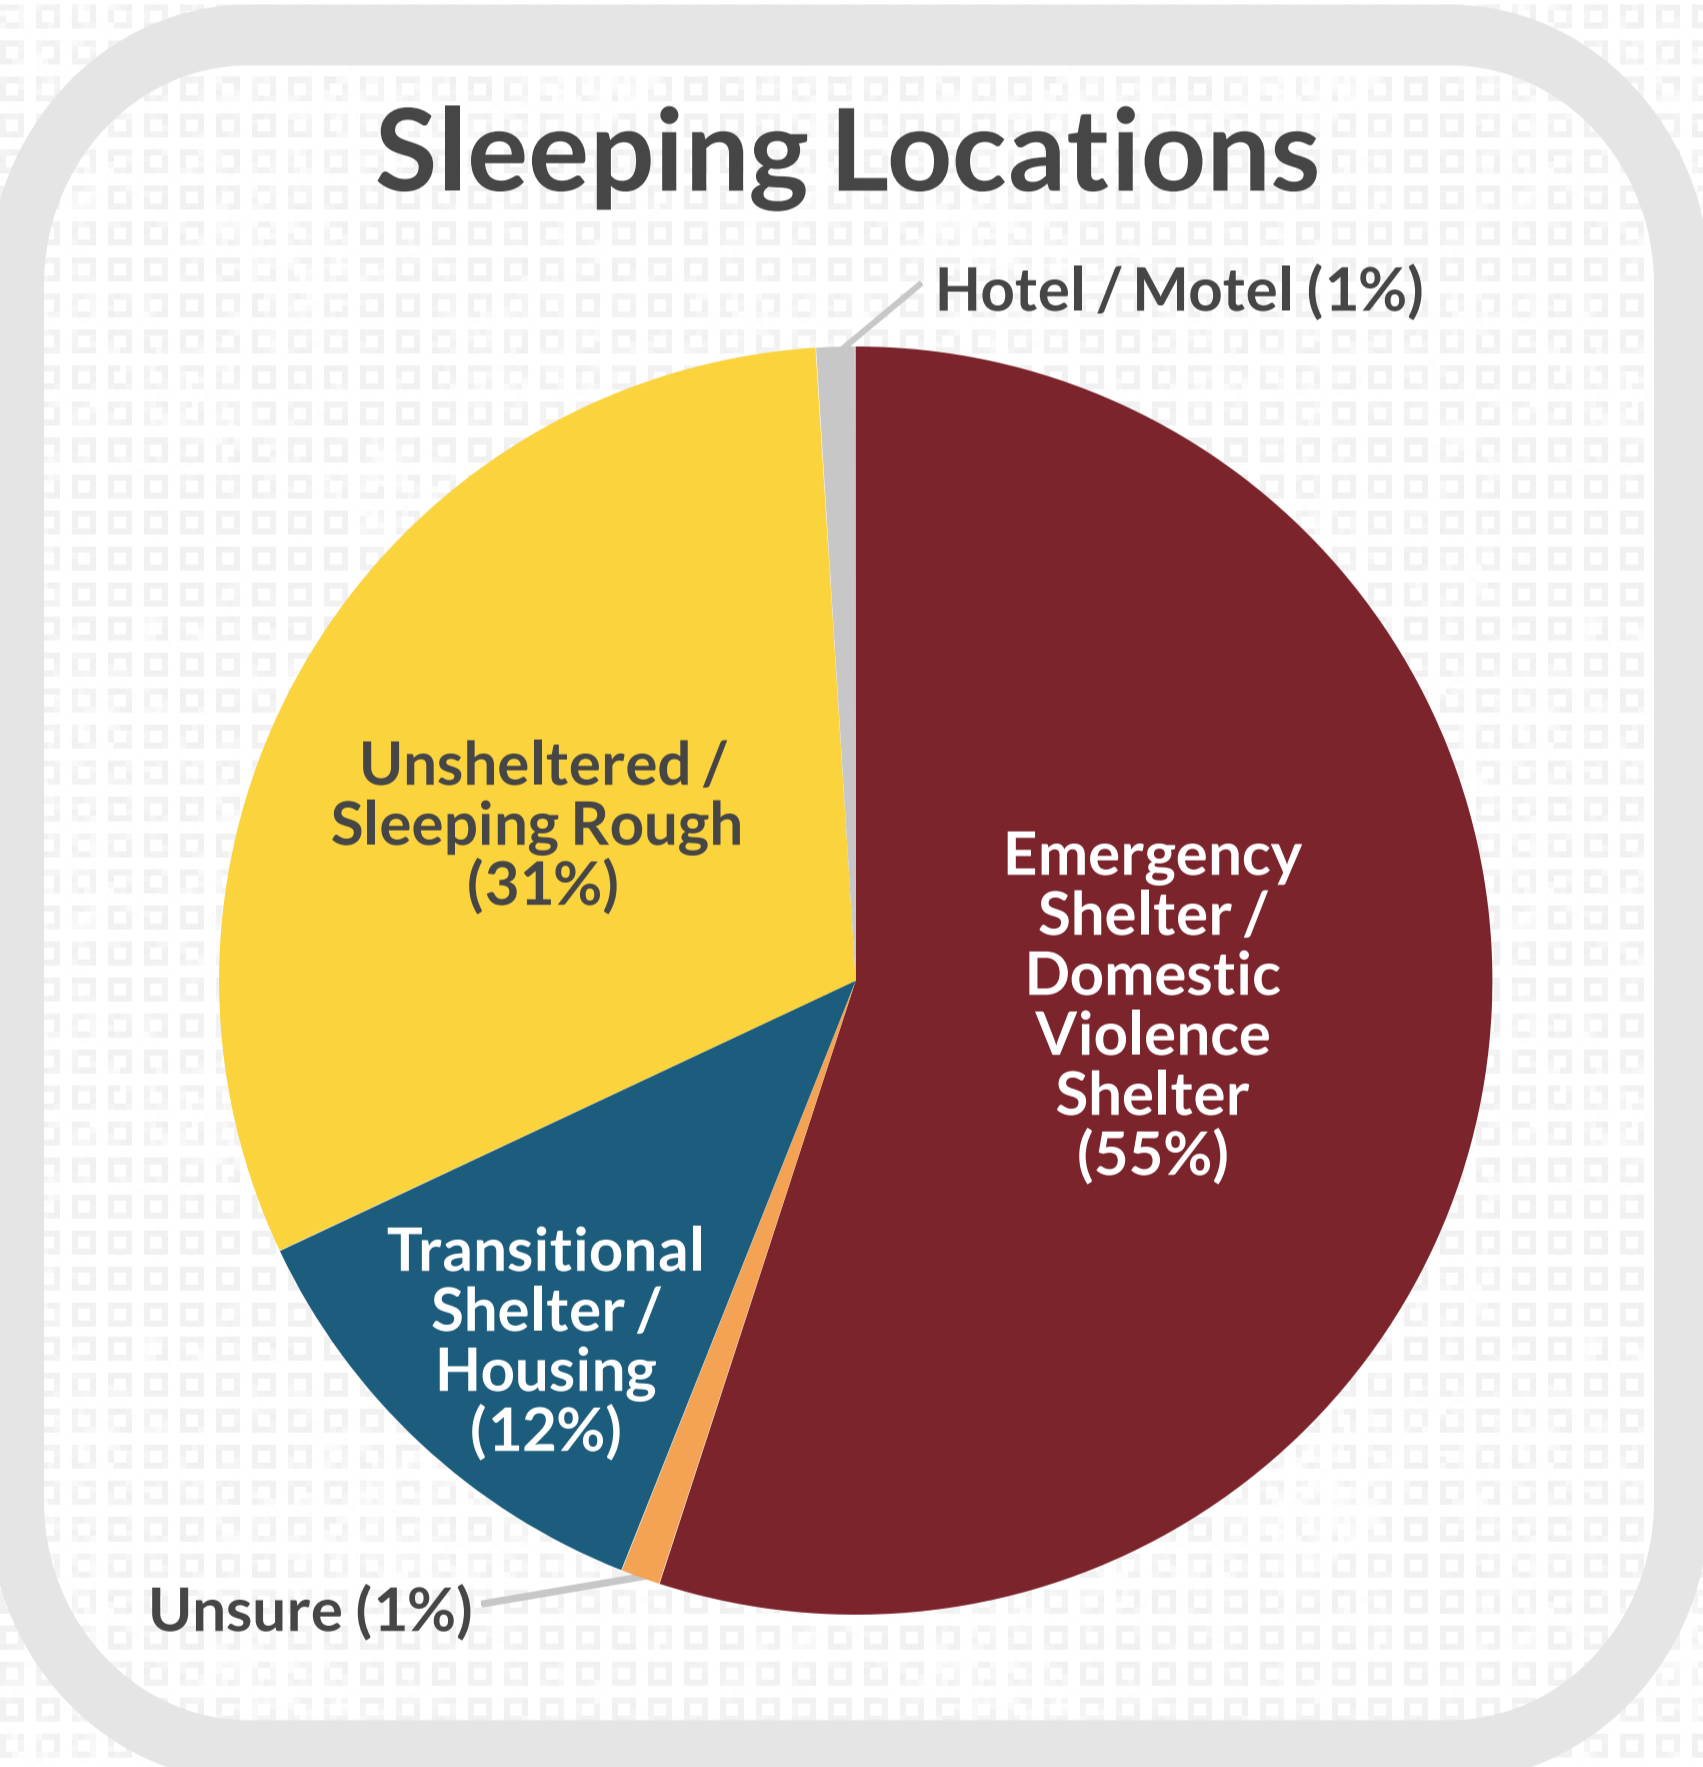 Sleeping Locations
Hotel / Motel (1%)
Unsheltered /
Sleeping Rough
(31%)
Emergency
Shelter /
Domestic
Violence
Shelter
(55%)
Transitional
Shelter /
Housing
(12%)
Unsure (1%)